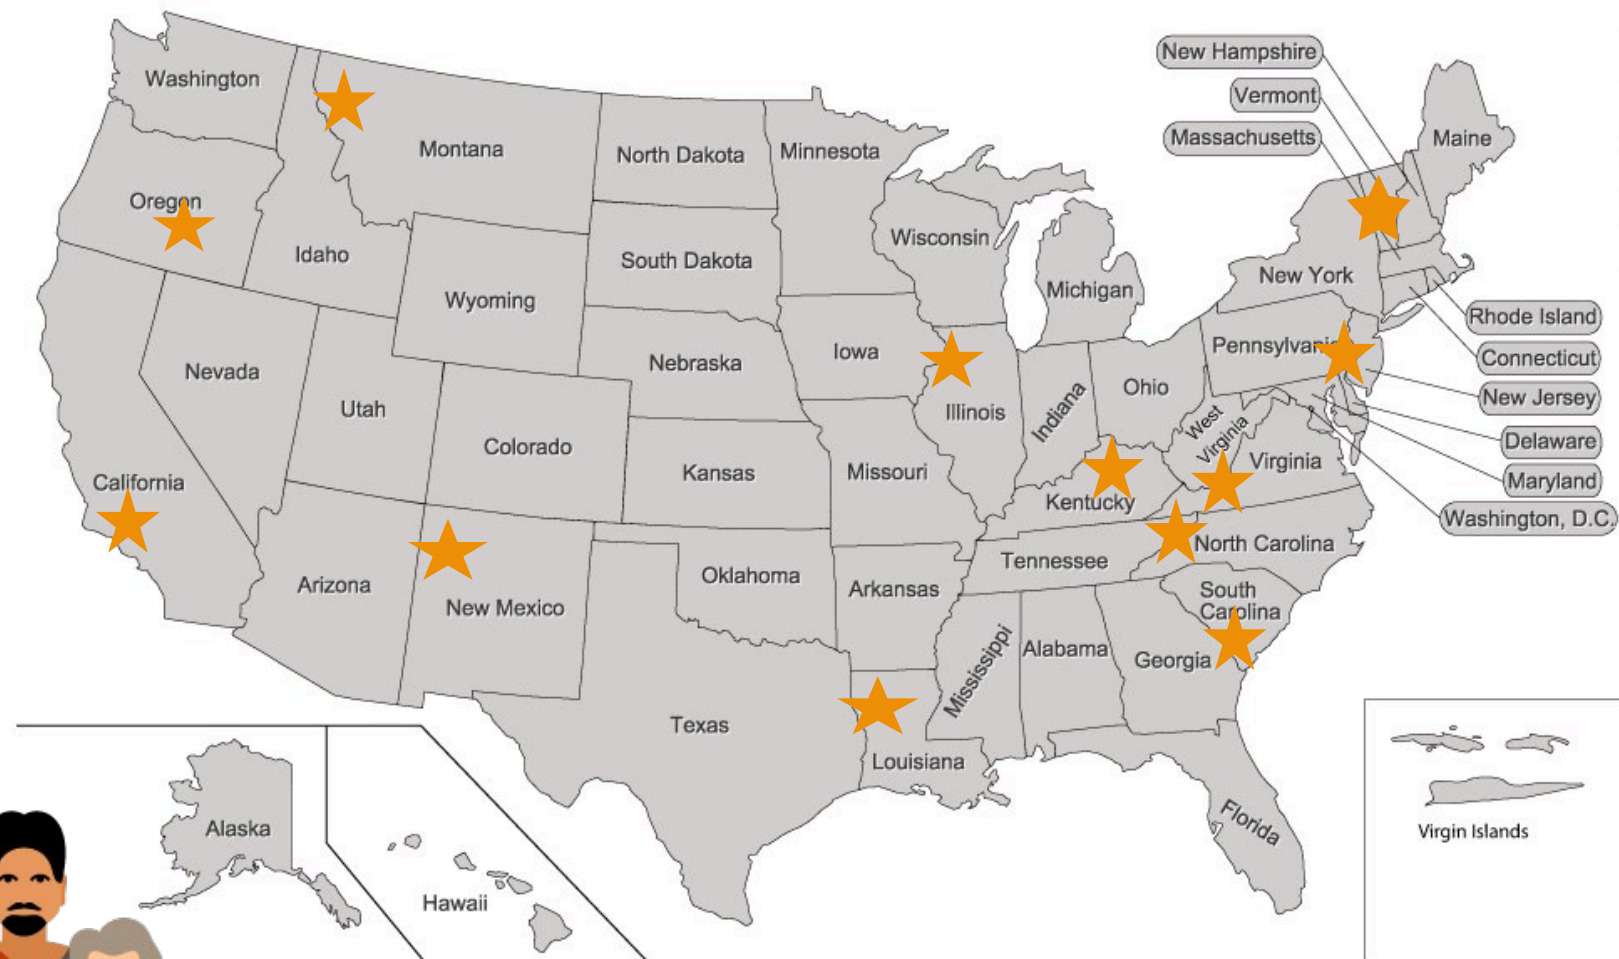 New Hampshire
Vermont
Massachusetts
Maine
Washington
Montana
North Dakota
Minnesota
Oregon
Idaho
Wisconsin
South Dakota
Michigan
New York
Wyoming
Rhode Island
Nevada
Nebraska
Iowa
Pennsylvania
Connecticut
Utah
Colorado
Illinois
Indiana
Ohio
New Jersey
West
Virginia
Delaware
California
Kansas
Missouri
Kentucky
Virginia
Maryland
Washington, D.C.
Arizona
New Mexico
Oklahoma
Arkansas
Tennessee
North Carolina
South
Carolina
Texas
Louisiana
Mississippi
Alabama
Georgia
Florida
Alaska
Hawaii
Virgin Islands